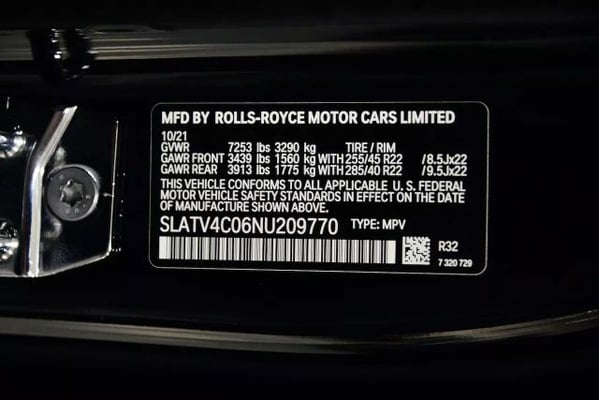 MFD BY ROLLS-ROYCE MOTOR CARS LIMITED
10/21
GVWR 7253 lbs 3290 kg TIRE / RIM
GAWR FRONT 3439 lbs 1560 kg WITH 255/45 R22 /8.5Jx22
GAWR REAR 3913 lbs 1775 kg WITH 285/40 R22 /9.5Jx22
THIS VEHICLE CONFORMS TO ALL APPLICABLE U. S. FEDERAL
MOTOR VEHICLE SAFETY STANDARDS IN EFFECT ON THE DATE
OF MANUFACTURE SHOWN ABOVE.
SLATV4C06NU209770 TYPE: MPV
R32
7 320 729